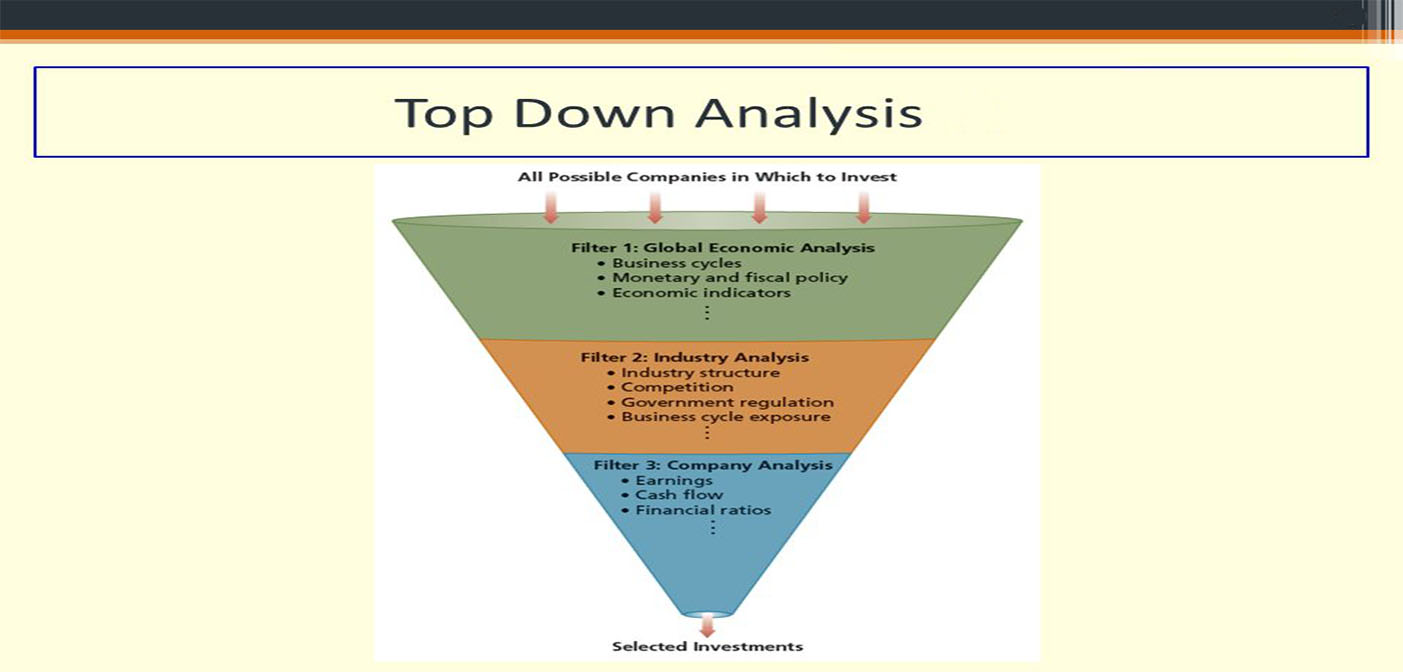 Top Down Analysis
All Possible Companies in Which to Invest
Filter 1: Global Economic Analysis
• Business cycles
• Monetary and fiscal policy
• Economic indicators
⋮
Filter 2: Industry Analysis
• Industry structure
• Competition
• Government regulation
• Business cycle exposure
⋮
Filter 3: Company Analysis
• Earnings
• Cash flow
• Financial ratios
⋮
Selected Investments